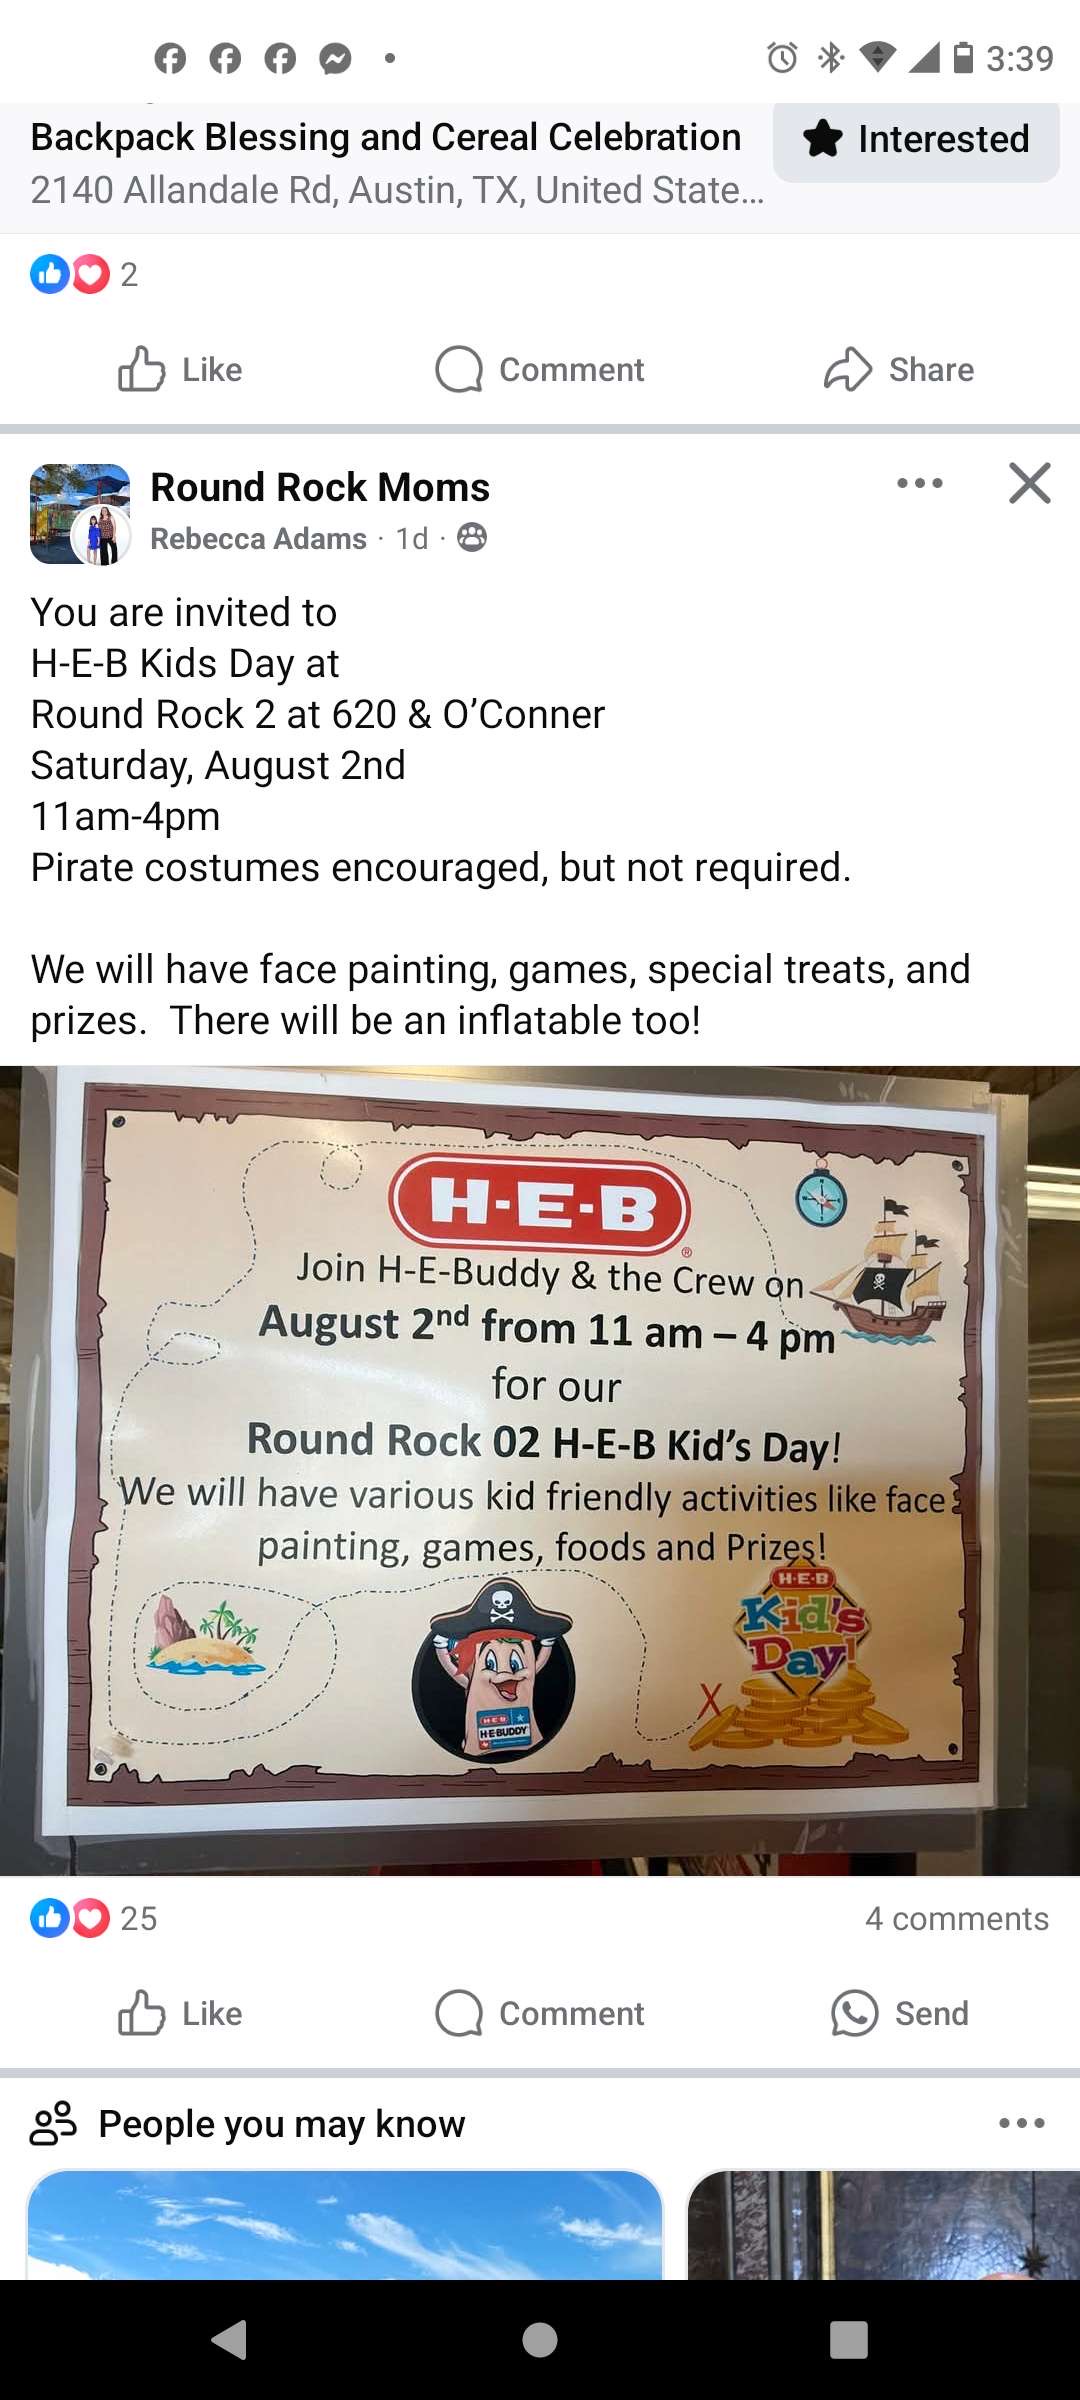 3:39
Backpack Blessing and Cereal Celebration
Interested
2140 Allandale Rd, Austin, TX, United State...
2
Like
Comment
Share
Round Rock Moms
Rebecca Adams · 1d ·
You are invited to
H-E-B Kids Day at
Round Rock 2 at 620 & O’Conner
Saturday, August 2nd
11am-4pm
Pirate costumes encouraged, but not required.
We will have face painting, games, special treats, and
prizes.  There will be an inflatable too!
H-E-B®
Join H-E-Buddy & the Crew on
August 2nd from 11 am – 4 pm
for our
Round Rock 02 H-E-B Kid’s Day!
We will have various kid friendly activities like face
painting, games, foods and Prizes!
H-E-B
Kid's
Day!
X
H-E-B
H-E-BUDDY
25
4 comments
Like
Comment
Send
People you may know